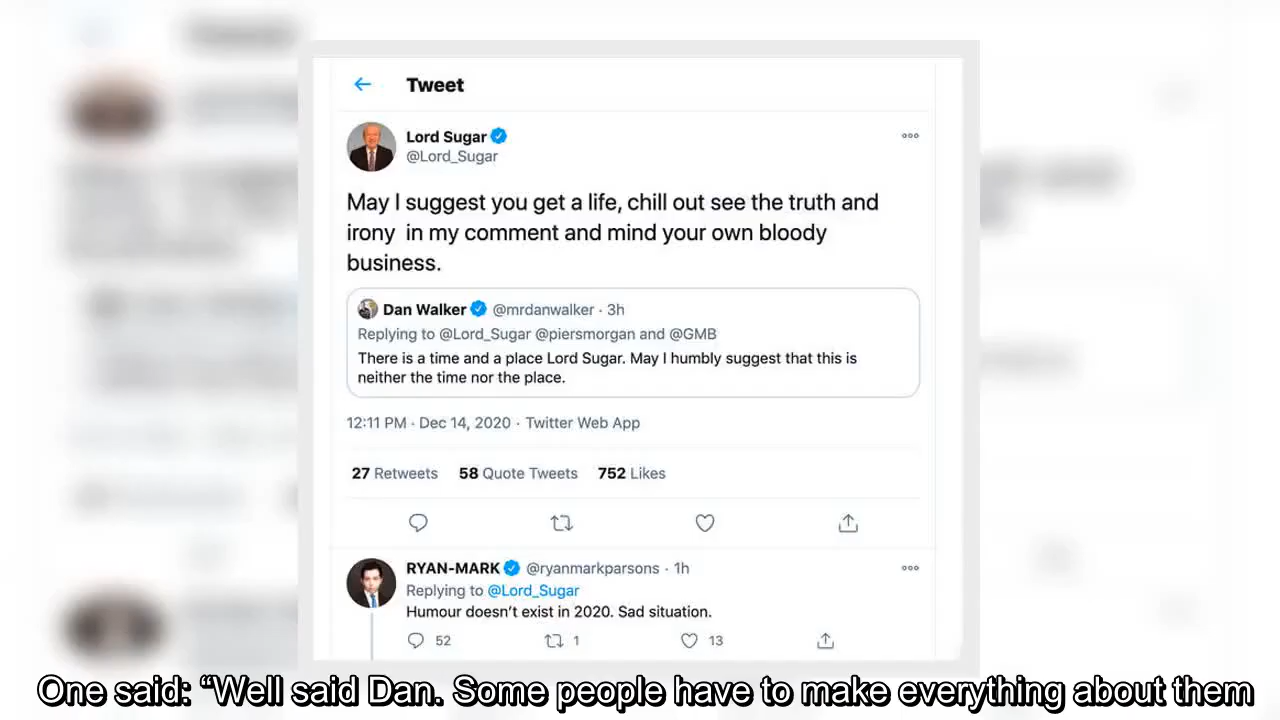 Tweet
Lord Sugar
@Lord_Sugar
May I suggest you get a life, chill out see the truth and
irony in my comment and mind your own bloody
business.
Dan Walker @mrdanwalker · 3h
Replying to @Lord_Sugar @piersmorgan and @GMB
There is a time and a place Lord Sugar. May I humbly suggest that this is
neither the time nor the place.
12:11 PM · Dec 14, 2020 · Twitter Web App
27 Retweets 58 Quote Tweets 752 Likes
RYAN-MARK @ryanmarkparsons · 1h
Replying to @Lord_Sugar
Humour doesn't exist in 2020. Sad situation.
52 1 13
One said: “Well said Dan. Some people have to make everything about them